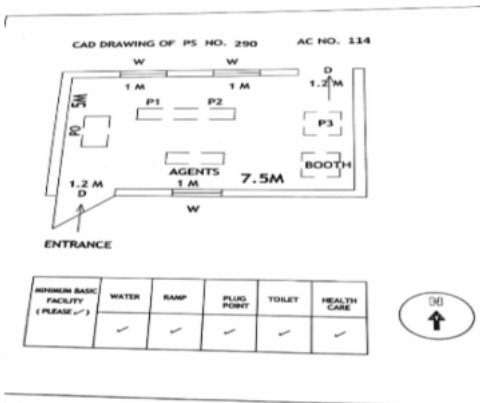 CAD DRAWING OF PS NO. 290 AC NO. 114
W W D
1 M 1 M 1.2 M
5M
P1 P2
PO
P3
AGENTS
BOOTH
1.2 M 1 M 7.5M
D
W
ENTRANCE
MINIMUM BASIC FACILITY (PLEASE ✓) WATER RAMP PLUG POINT TOILET HEALTH CARE
✓ ✓ ✓ ✓ ✓
N